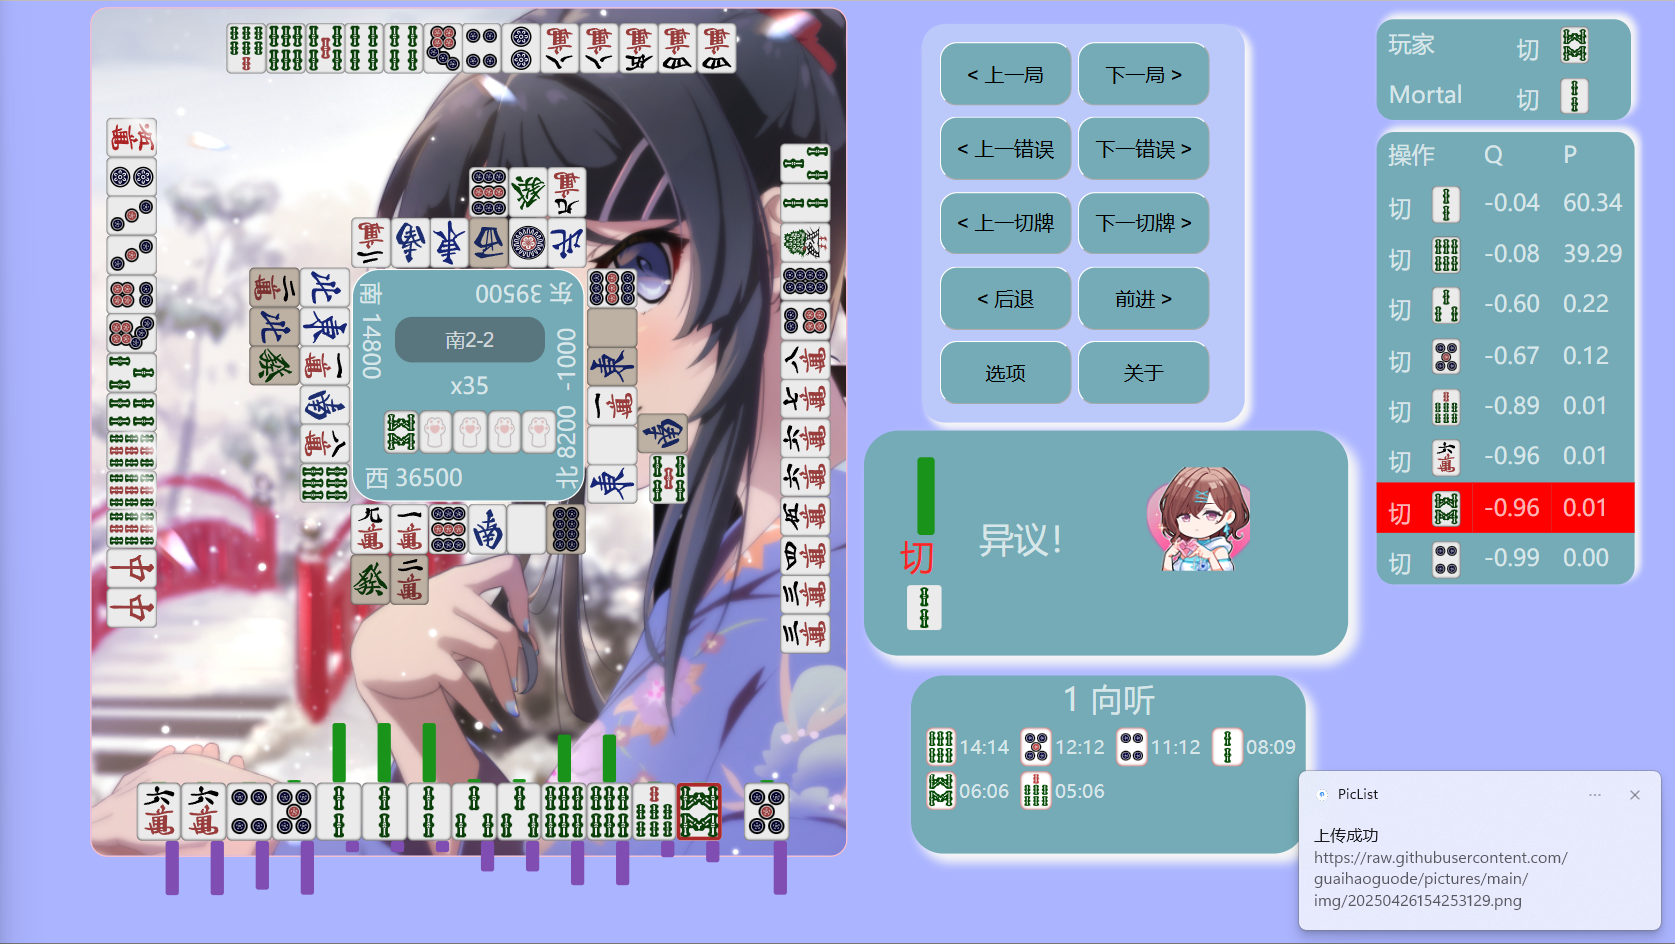 < 上一局
下一局 >
< 上一错误
下一错误 >
< 上一切牌
下一切牌 >
< 后退
前进 >
选项
关于
玩家 切
Mortal 切
操作 Q P
切 -0.04 60.34
切 -0.08 39.29
切 -0.60 0.22
切 -0.67 0.12
切 -0.89 0.01
切 -0.96 0.01
切 -0.96 0.01
切 -0.99 0.00
东 39500
南 14800
南2-2
x35
-1000
北 8200
西 36500
切
异议!
1 向听
14:14 12:12 11:12 08:09
06:06 05:06
PicList
上传成功
https://raw.githubusercontent.com/
guaihaoguode/pictures/main/
img/20250426154253129.png